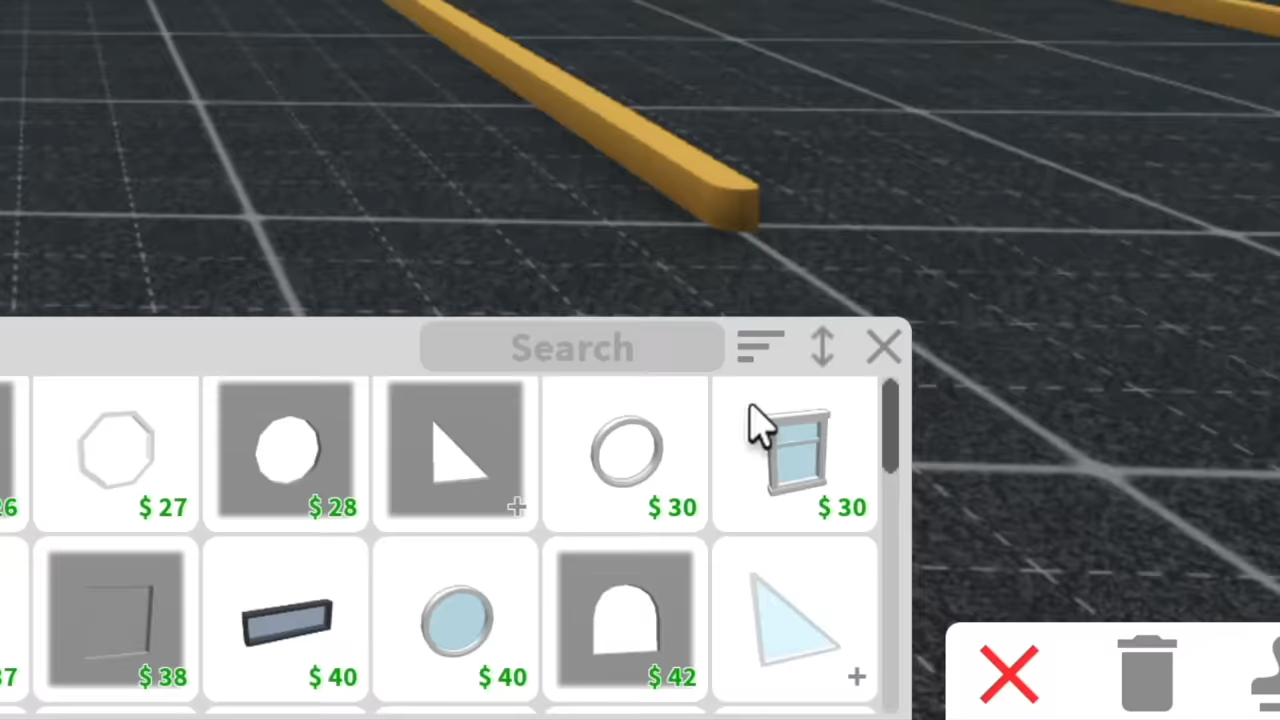 Search
26 $ 27 $ 28 $ 30 $ 30
37 $ 38 $ 40 $ 40 $ 42